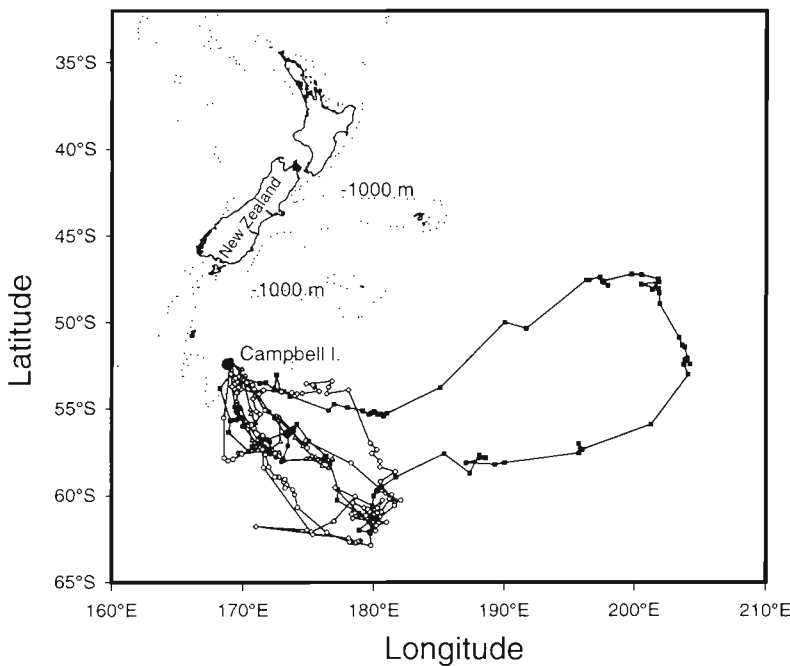 35°S
40°S
45°S
50°S
55°S
60°S
65°S
Latitude
New Zealand
-1000 m
-1000 m
Campbell I.
160°E
170°E
180°E
190°E
200°E
210°E
Longitude